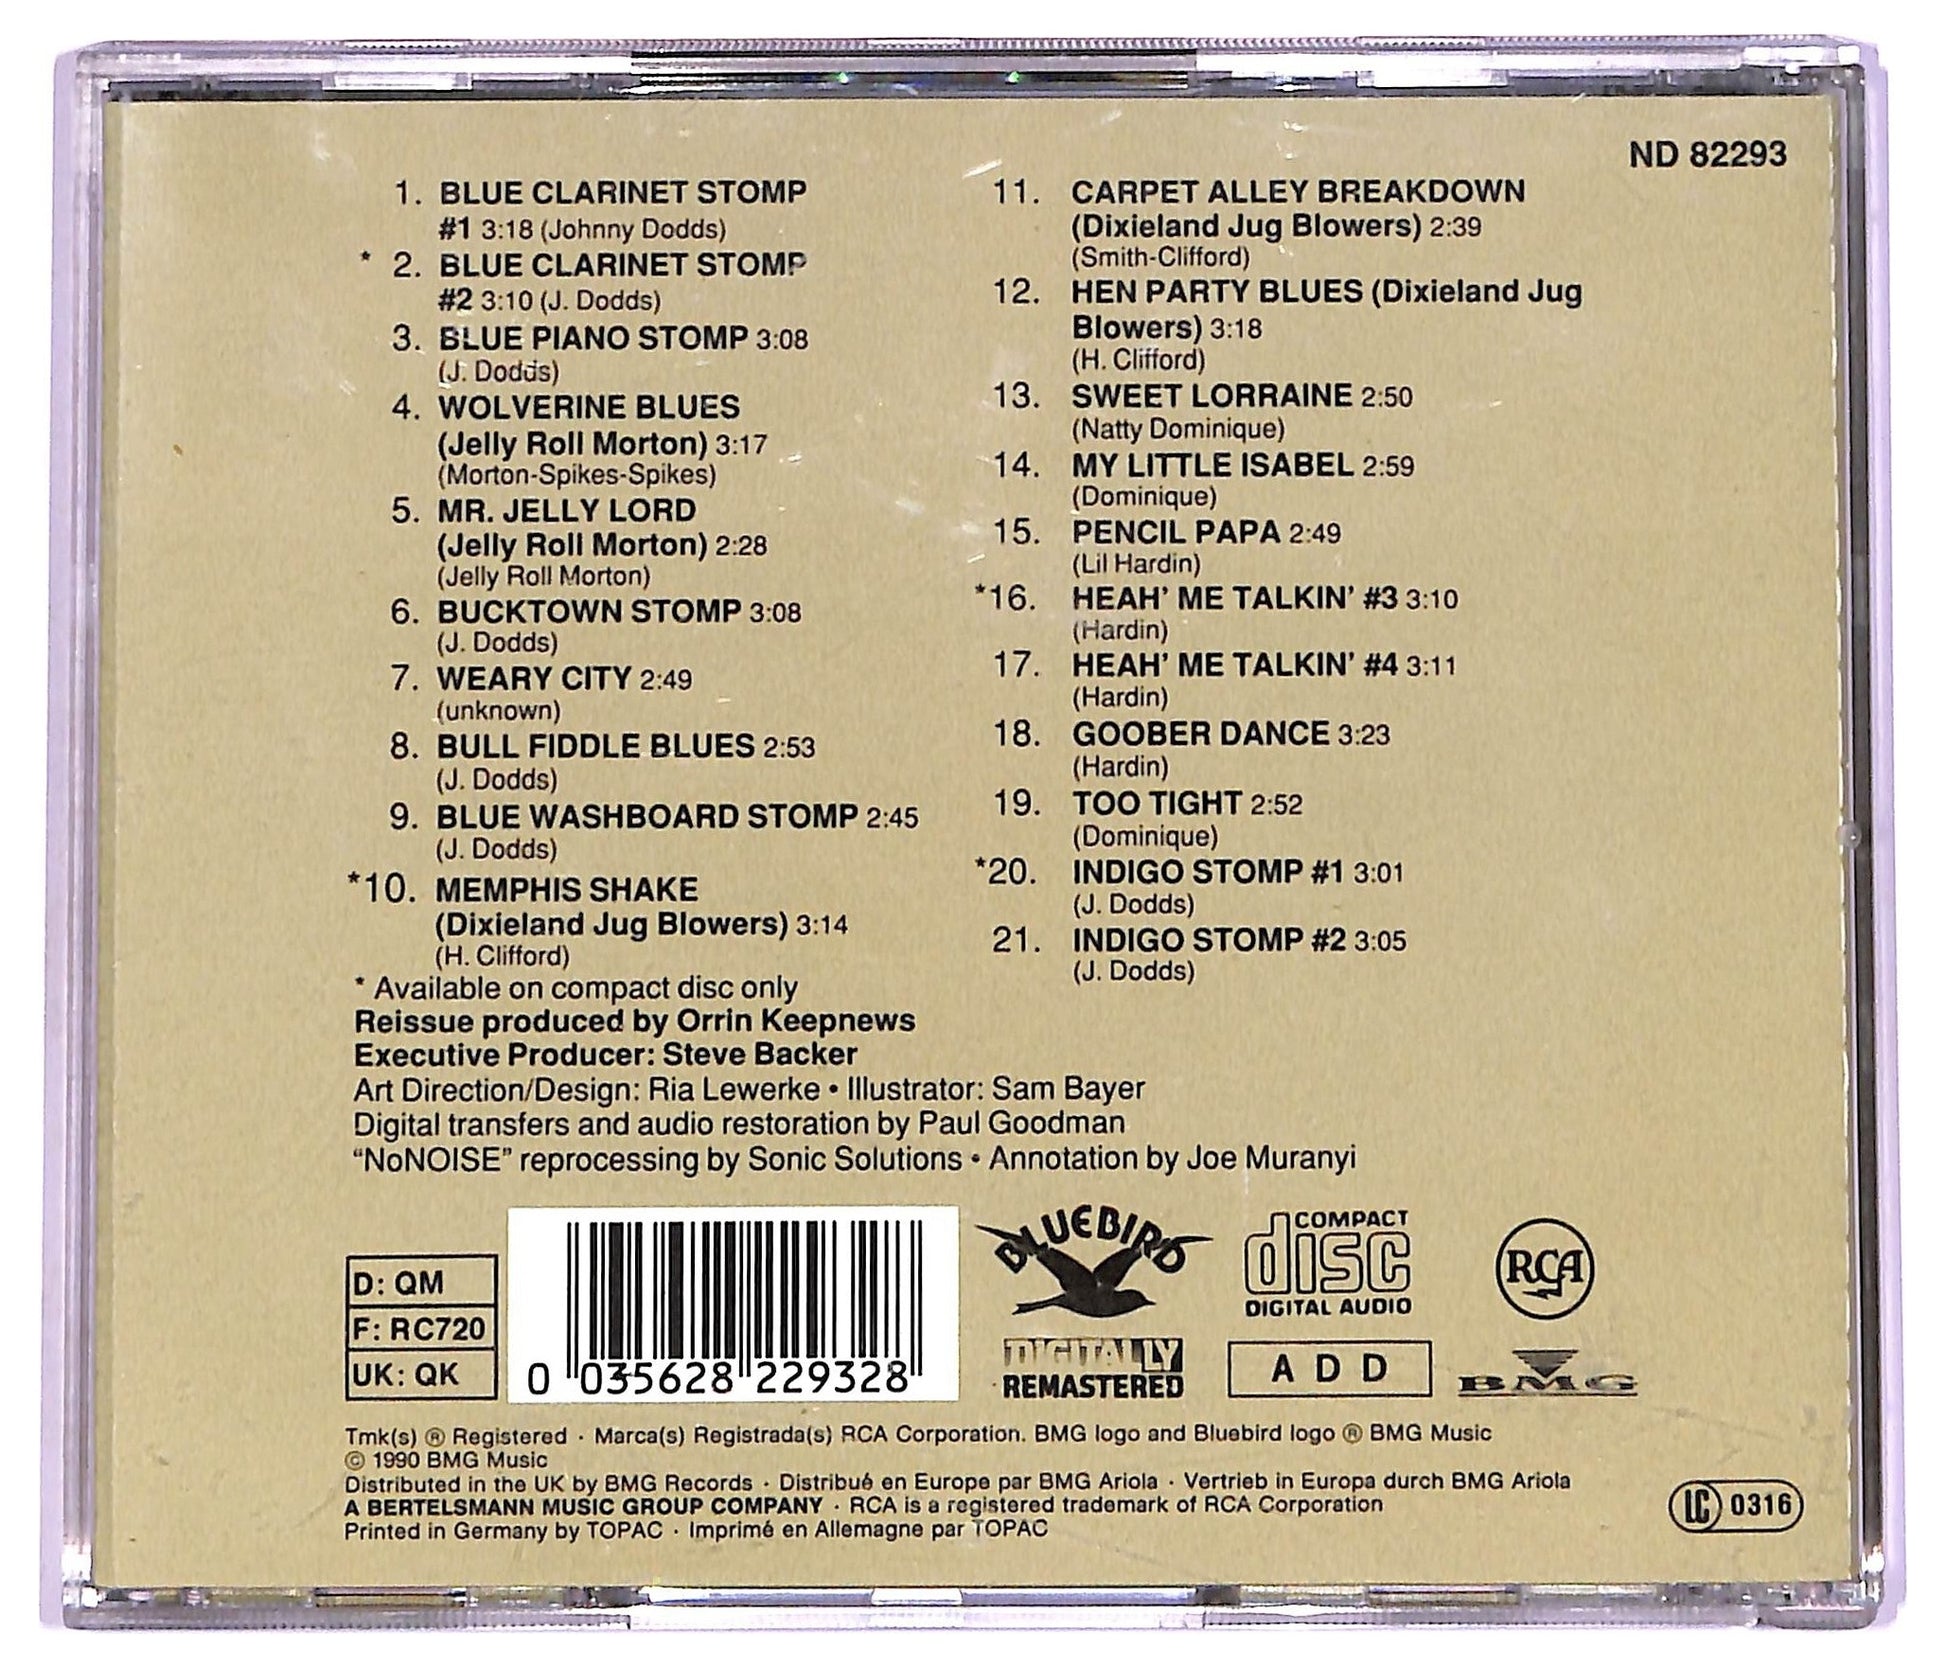 ND 82293
1. BLUE CLARINET STOMP
#1 3:18 (Johnny Dodds)
* 2. BLUE CLARINET STOMP
#2 3:10 (J. Dodds)
3. BLUE PIANO STOMP 3:08
(J. Dodds)
4. WOLVERINE BLUES
(Jelly Roll Morton) 3:17
(Morton-Spikes-Spikes)
5. MR. JELLY LORD
(Jelly Roll Morton) 2:28
(Jelly Roll Morton)
6. BUCKTOWN STOMP 3:08
(J. Dodds)
7. WEARY CITY 2:49
(unknown)
8. BULL FIDDLE BLUES 2:53
(J. Dodds)
9. BLUE WASHBOARD STOMP 2:45
(J. Dodds)
*10. MEMPHIS SHAKE
(Dixieland Jug Blowers) 3:14
(H. Clifford)
11. CARPET ALLEY BREAKDOWN
(Dixieland Jug Blowers) 2:39
(Smith-Clifford)
12. HEN PARTY BLUES (Dixieland Jug
Blowers) 3:18
(H. Clifford)
13. SWEET LORRAINE 2:50
(Natty Dominique)
14. MY LITTLE ISABEL 2:59
(Dominique)
15. PENCIL PAPA 2:49
(Lil Hardin)
*16. HEAH' ME TALKIN' #3 3:10
(Hardin)
17. HEAH' ME TALKIN' #4 3:11
(Hardin)
18. GOOBER DANCE 3:23
(Hardin)
19. TOO TIGHT 2:52
(Dominique)
*20. INDIGO STOMP #1 3:01
(J. Dodds)
21. INDIGO STOMP #2 3:05
(J. Dodds)
* Available on compact disc only
Reissue produced by Orrin Keepnews
Executive Producer: Steve Backer
Art Direction/Design: Ria Lewerke • Illustrator: Sam Bayer
Digital transfers and audio restoration by Paul Goodman
“NoNOISE” reprocessing by Sonic Solutions • Annotation by Joe Muranyi
D: QM
F: RC720
UK: QK
0 035628 229328
BLUEBIRD
DIGITALLY
REMASTERED
COMPACT
disc
DIGITAL AUDIO
A D D
RCA
BMG
Tmk(s) ® Registered · Marca(s) Registrada(s) RCA Corporation. BMG logo and Bluebird logo ® BMG Music
© 1990 BMG Music
Distributed in the UK by BMG Records · Distribué en Europe par BMG Ariola · Vertrieb in Europa durch BMG Ariola
A BERTELSMANN MUSIC GROUP COMPANY · RCA is a registered trademark of RCA Corporation
Printed in Germany by TOPAC · Imprimé en Allemagne par TOPAC
LC 0316